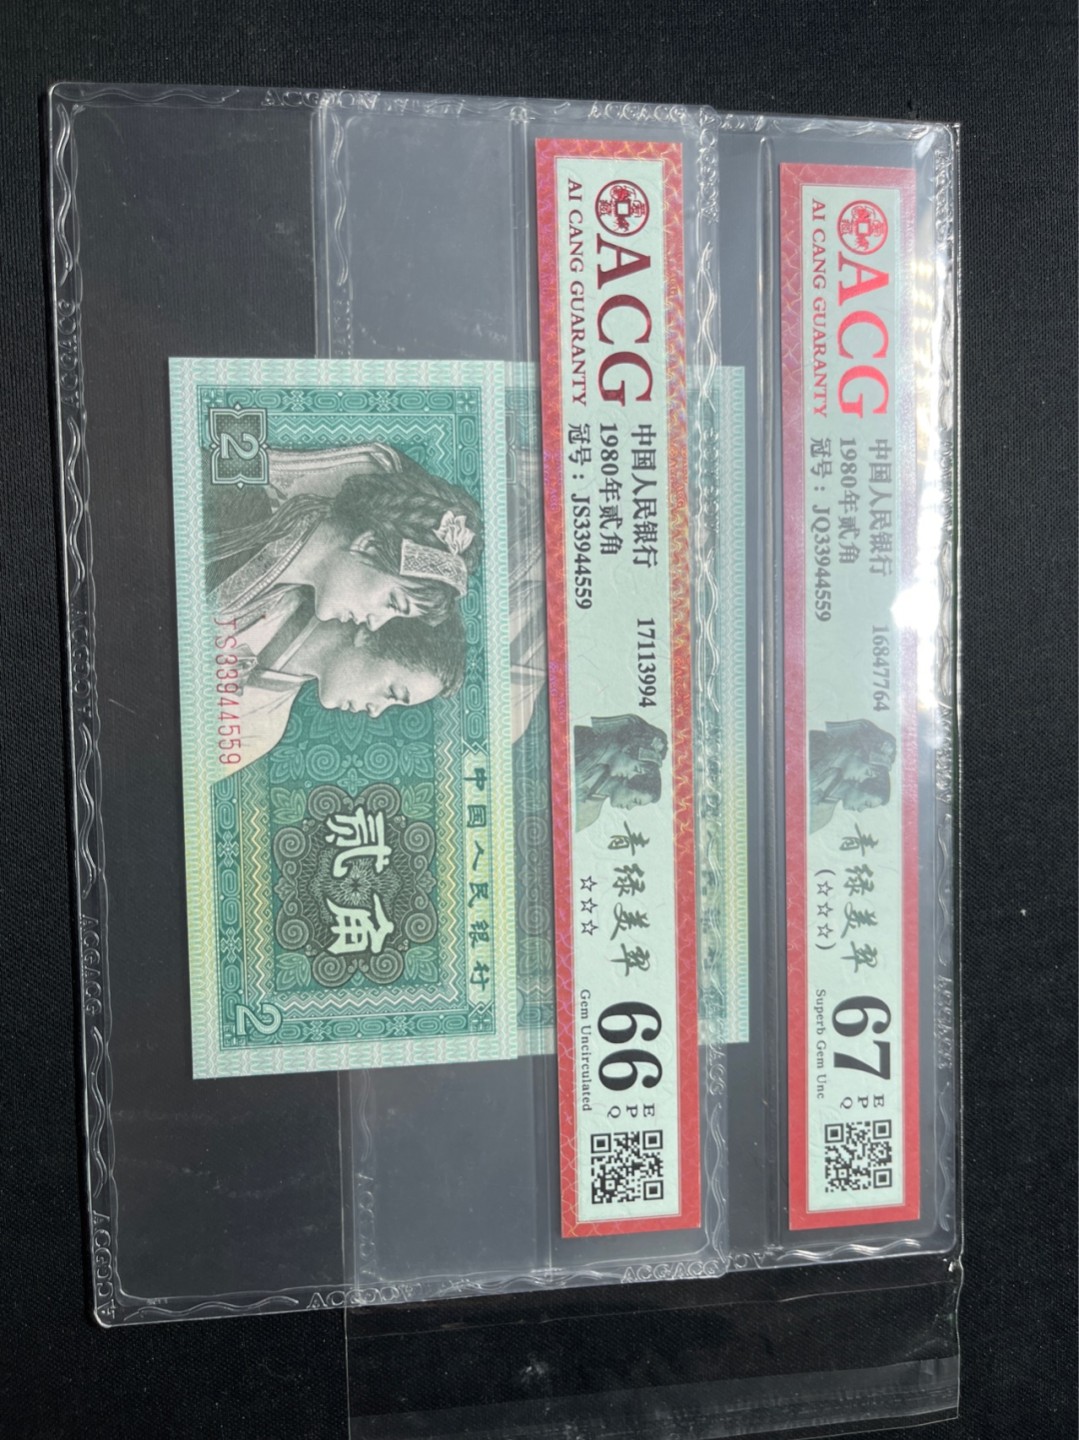 ACG
AI CANG GUARANTY
中国人民银行 16847764
1980年贰角
冠号：JQ33944559
青绿美翠
(☆☆☆)
67 EPQ
Superb Gem Unc
ACG
AI CANG GUARANTY
中国人民银行 17113994
1980年贰角
冠号：JS33944559
青绿美翠
☆☆☆
66 EPQ
Gem Uncirculated
中国人民银行
贰角
2
JS33944559
2